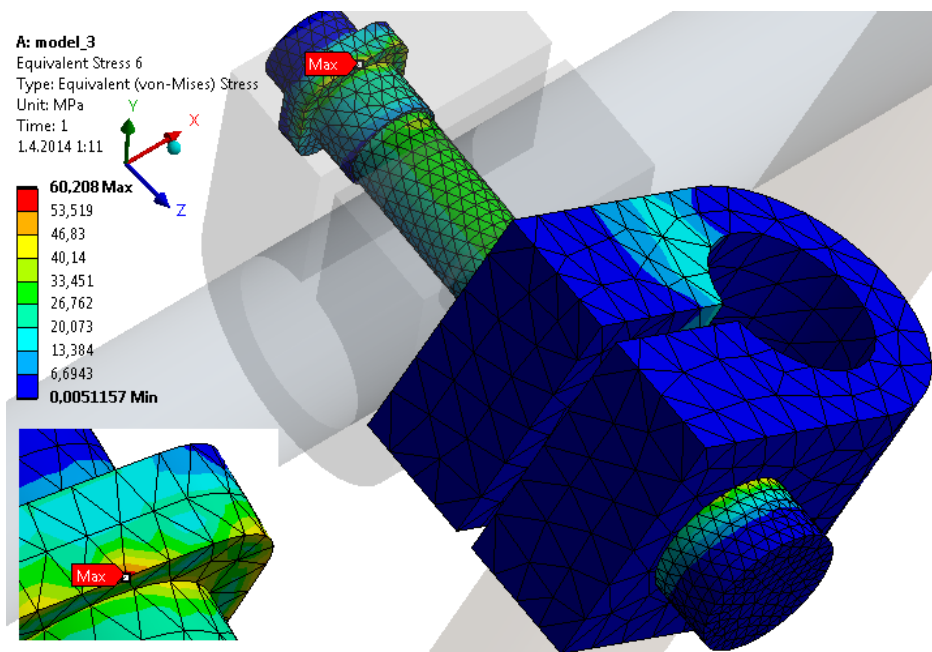 A: model_3
Equivalent Stress 6
Type: Equivalent (von-Mises) Stress
Unit: MPa
Time: 1
1.4.2014 1:11
Y
X
Z
60,208 Max
53,519
46,83
40,14
33,451
26,762
20,073
13,384
6,6943
0,0051157 Min
Max
Max